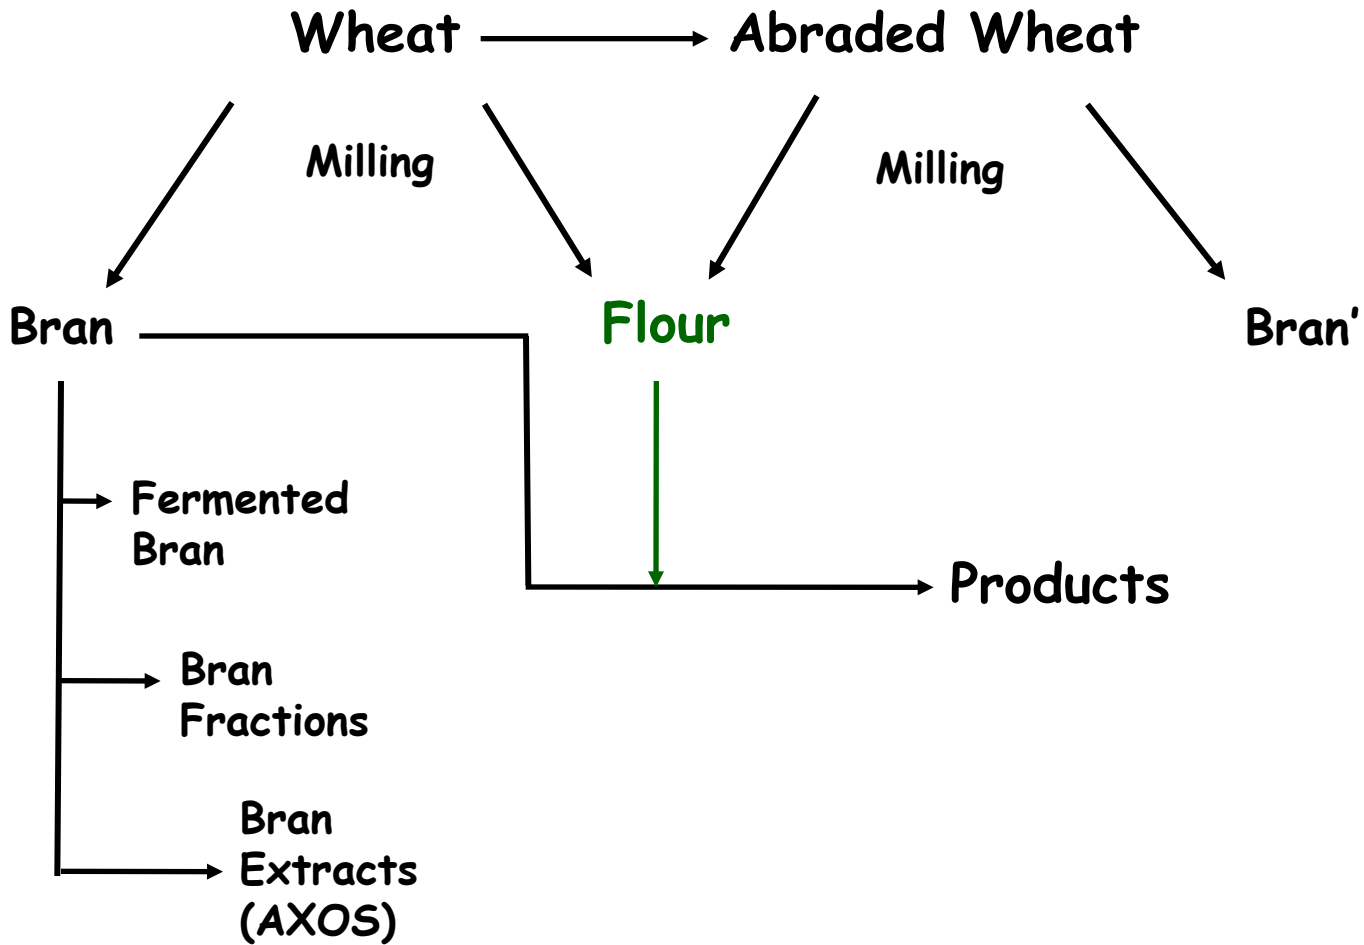 Wheat
Abraded Wheat
Milling
Milling
Bran
Flour
Bran'
Fermented
Bran
Products
Bran
Fractions
Bran
Extracts
(AXOS)